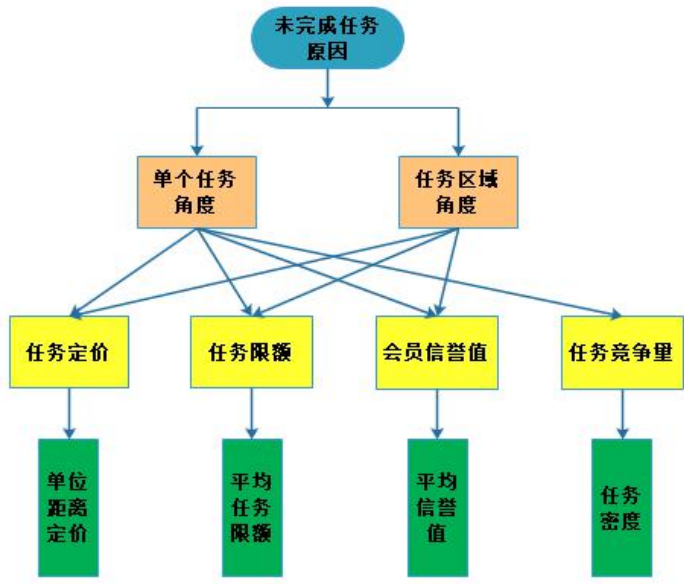 未完成任务
原因
单个任务
角度
任务区域
角度
任务定价
任务限额
会员信誉值
任务竞争量
单位
距离
定价
平均
任务
限额
平均
信誉
值
任务
密度